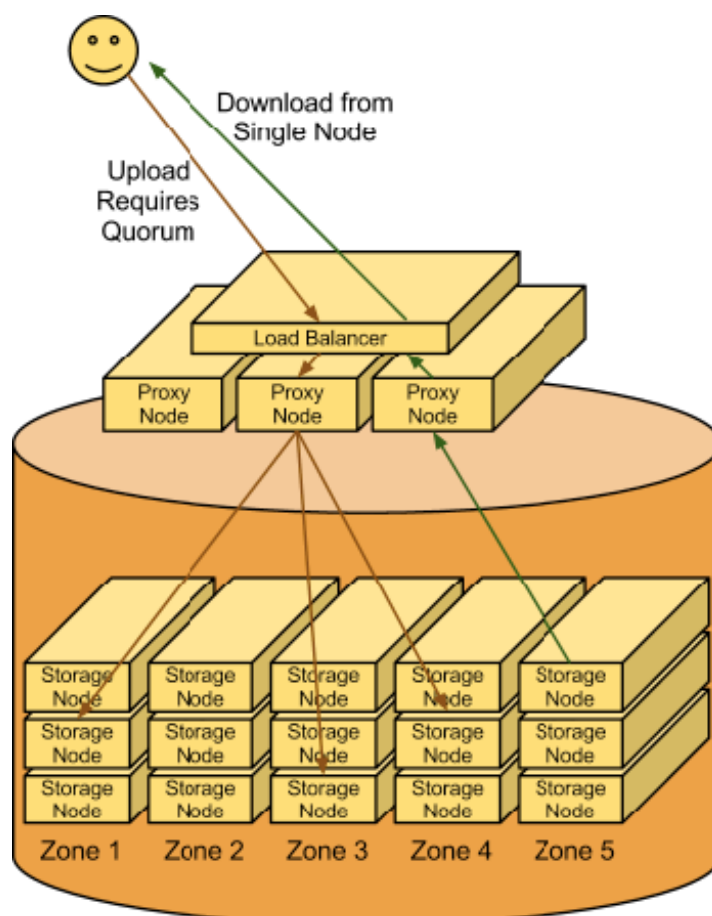 Download from
Single Node
Upload
Requires
Quorum
Load Balancer
Proxy
Node
Proxy
Node
Proxy
Node
Storage
Node
Storage
Node
Storage
Node
Storage
Node
Storage
Node
Storage
Node
Storage
Node
Storage
Node
Storage
Node
Storage
Node
Storage
Node
Storage
Node
Storage
Node
Storage
Node
Storage
Node
Zone 1
Zone 2
Zone 3
Zone 4
Zone 5